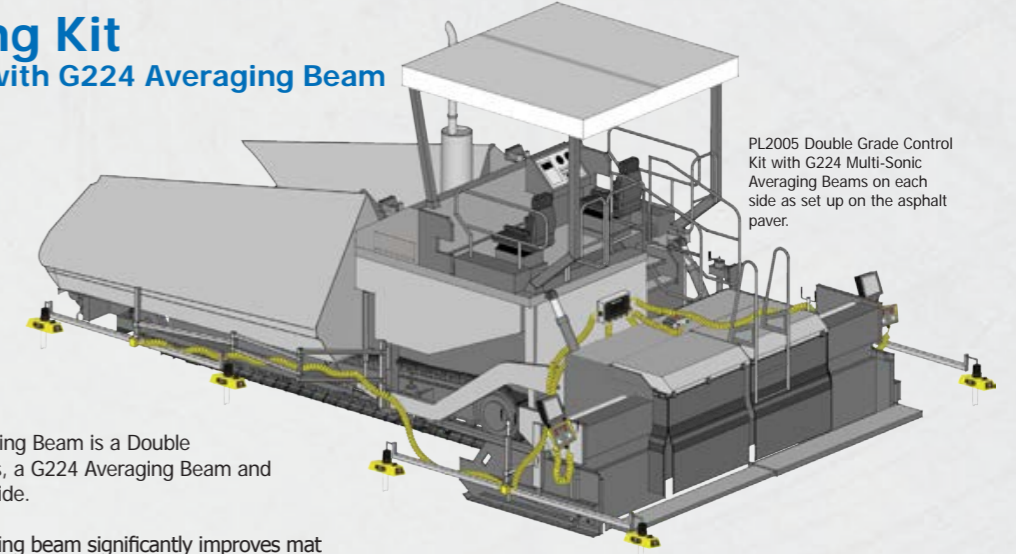 ng Kit
with G224 Averaging Beam
PL2005 Double Grade Control
Kit with G224 Multi-Sonic
Averaging Beams on each
side as set up on the asphalt
paver.
ing Beam is a Double
s, a G224 Averaging Beam and
ide.
ing beam significantly improves mat